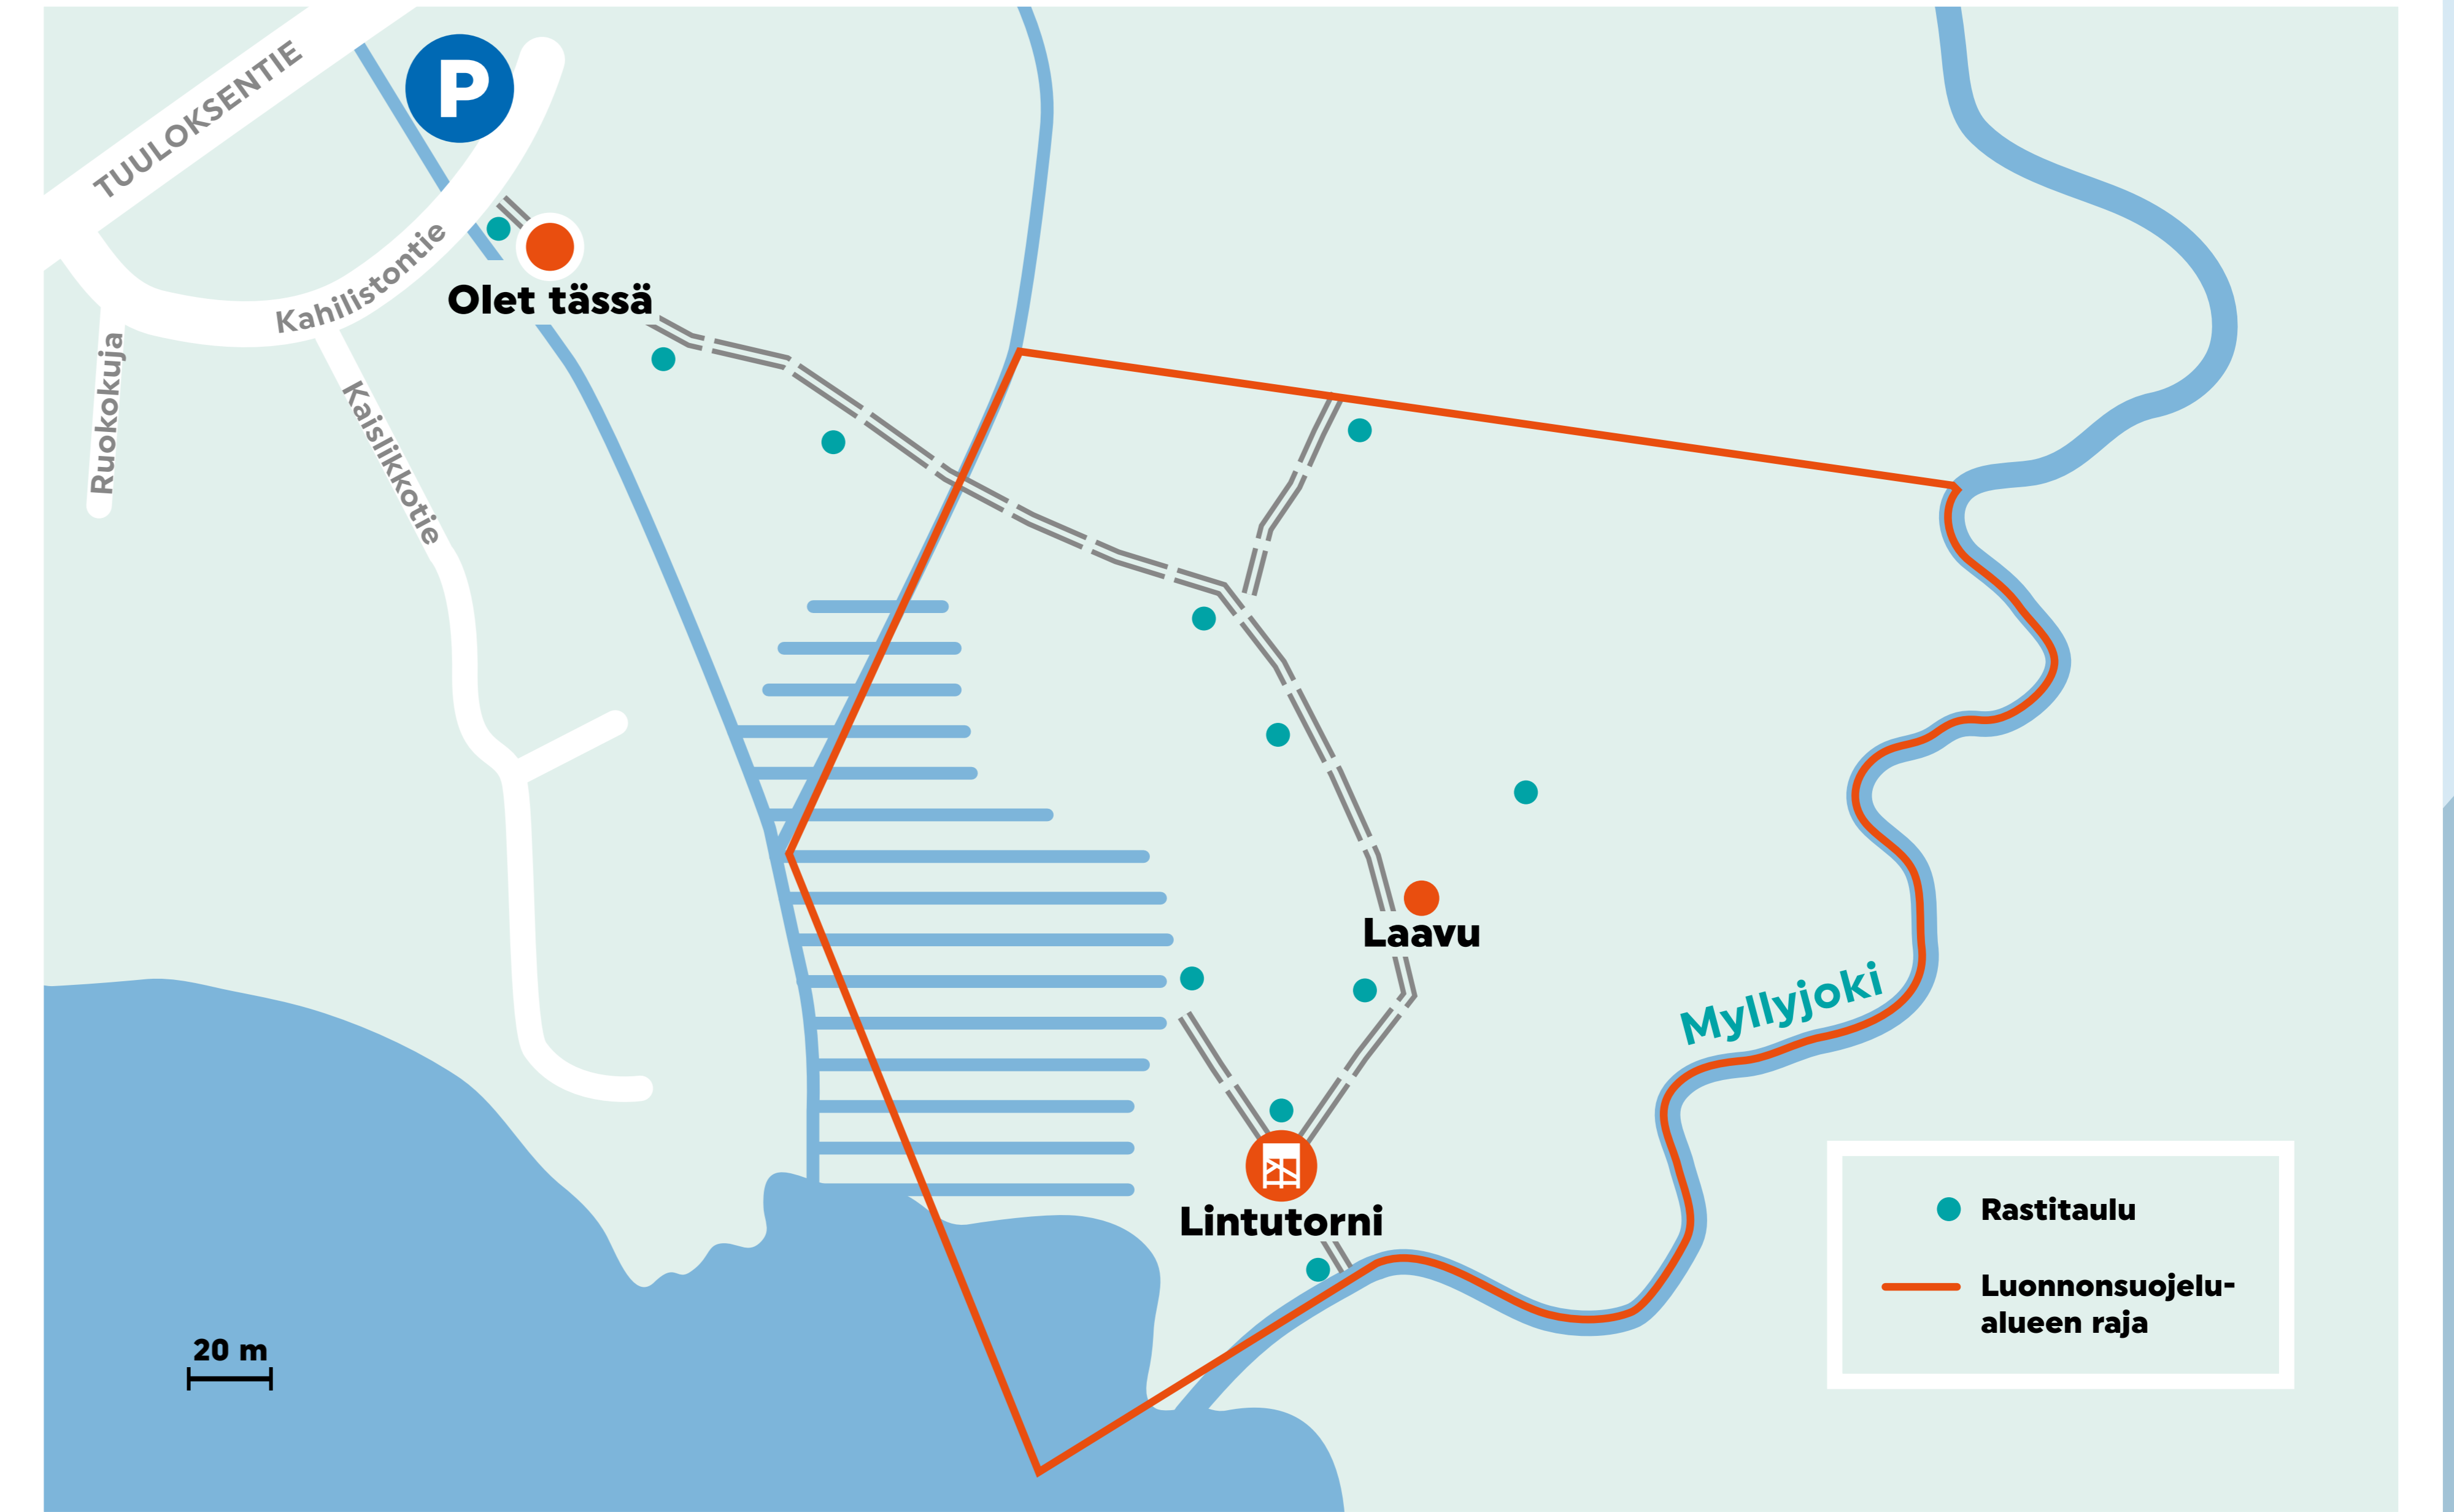 TUULOKSENTIE
P
Kahilistontie
Olet tässä
Ruokokuja
Kaislikkotie
Laavu
Myllyjoki
Lintutorni
Rastitaulu
Luonnonsuojelu-
alueen raja
20 m